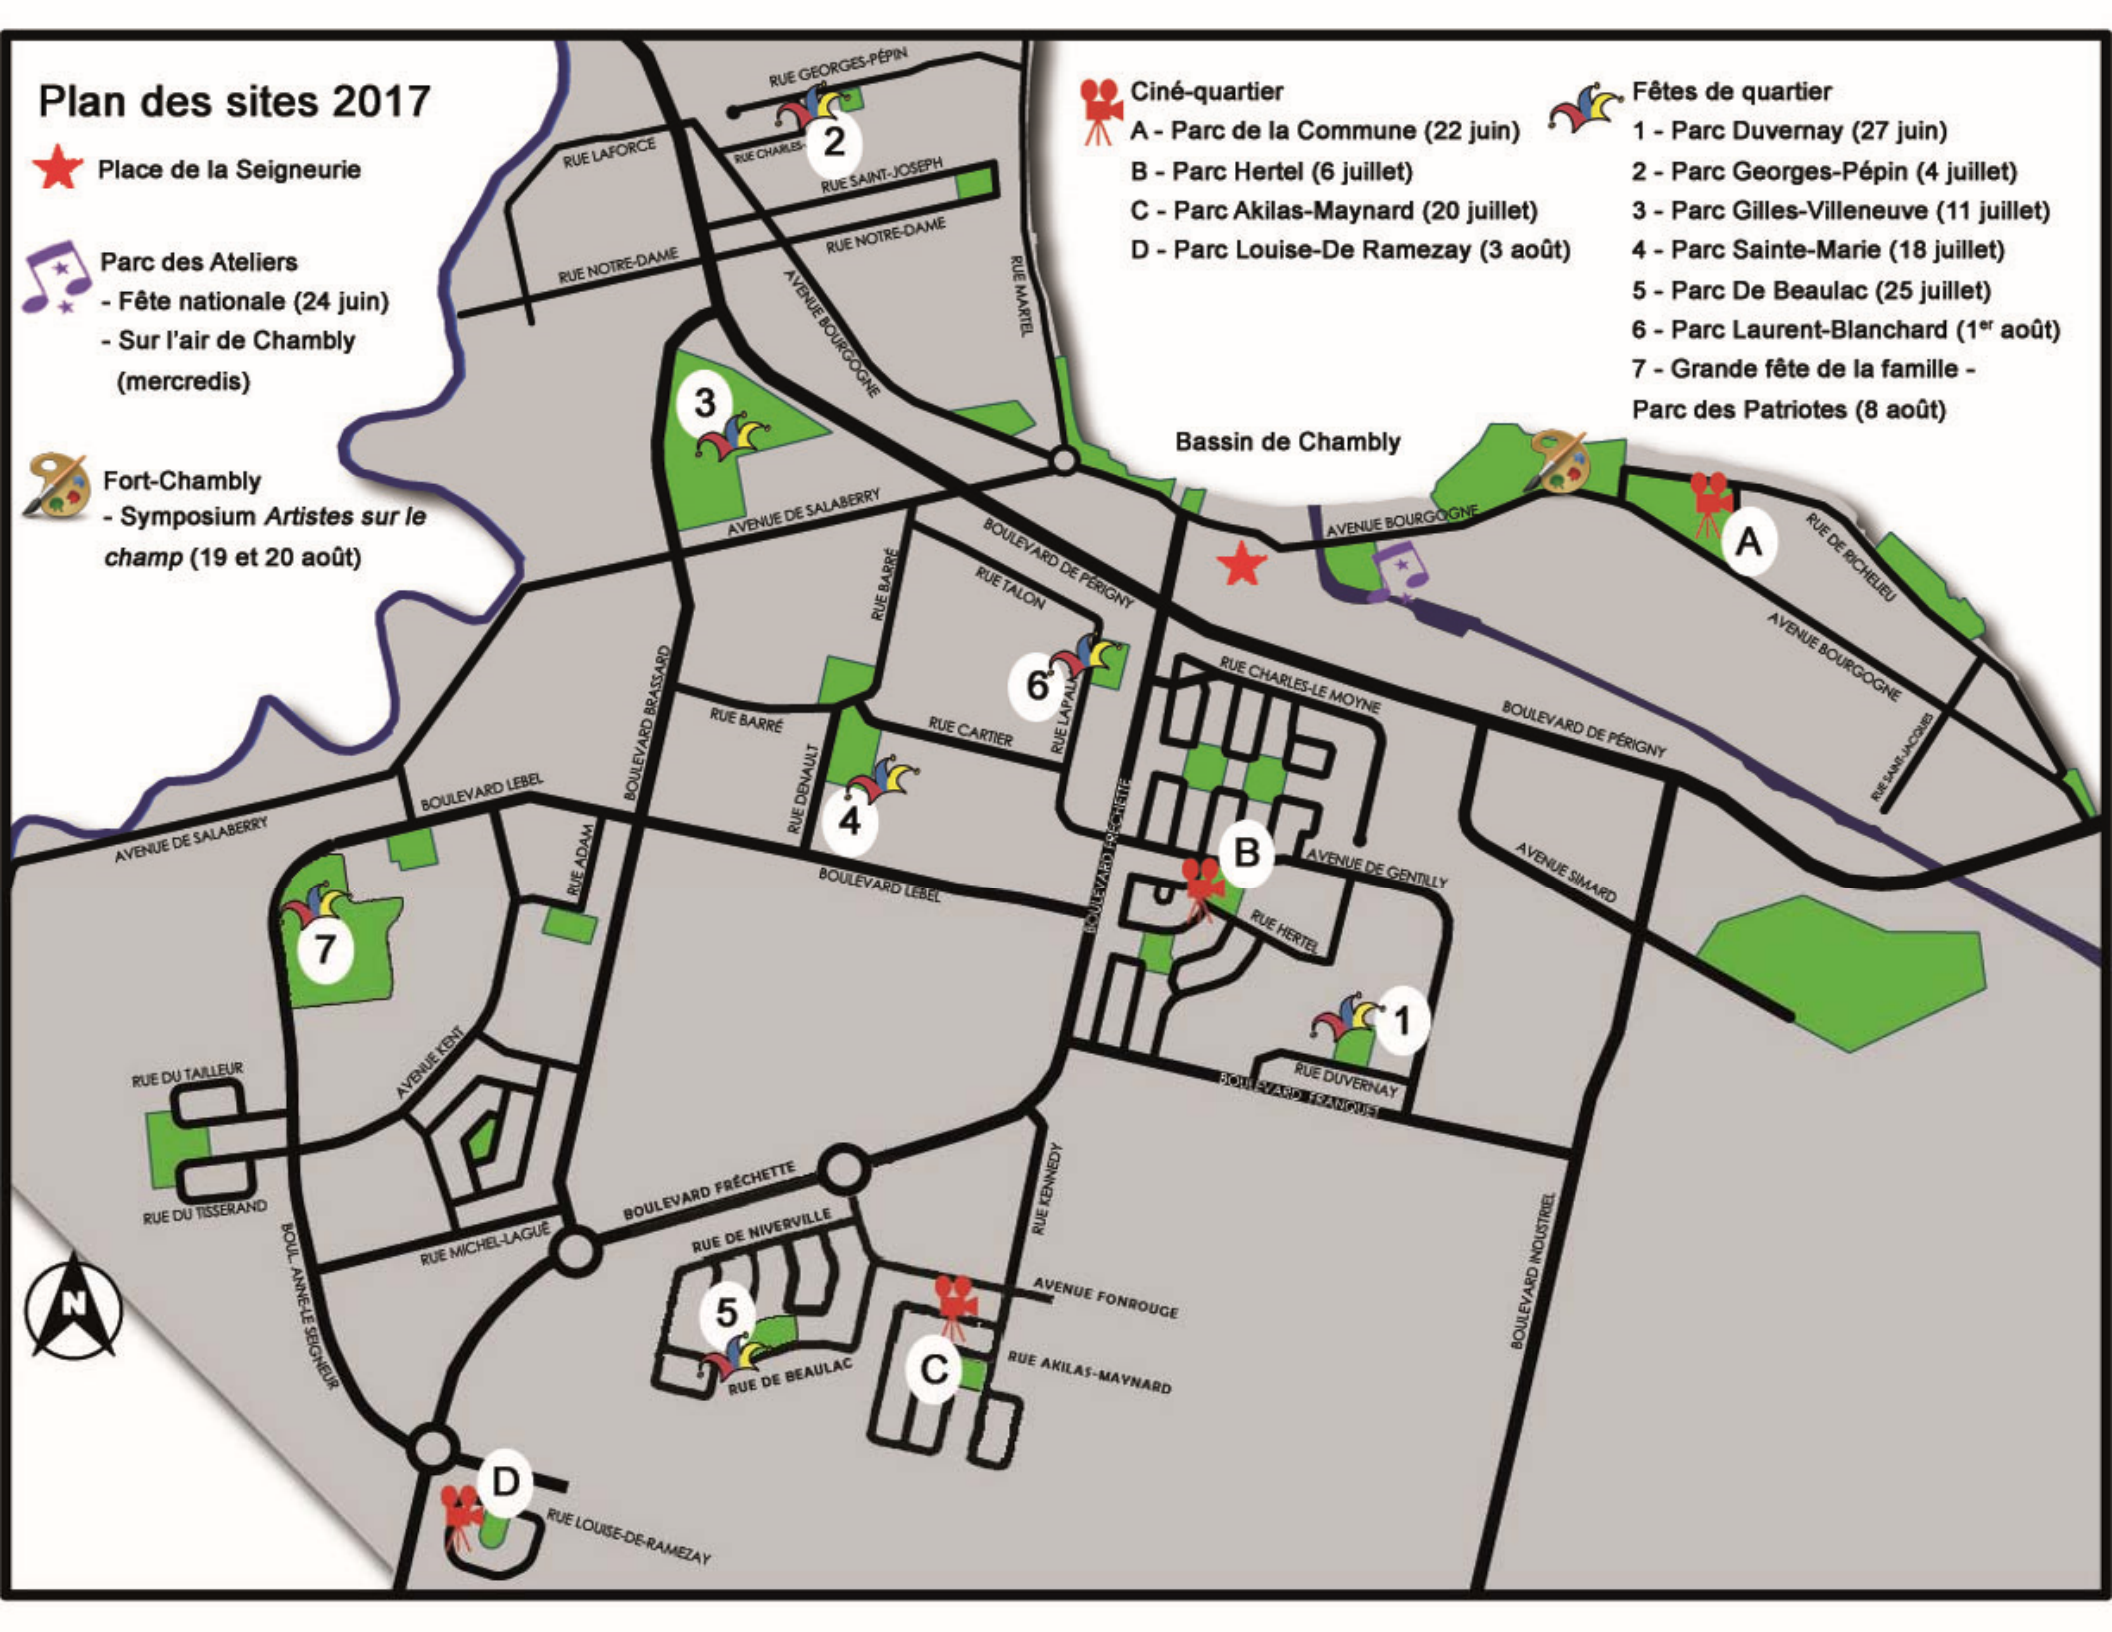 Plan des sites 2017
Place de la Seigneurie
Parc des Ateliers
- Fête nationale (24 juin)
- Sur l'air de Chambly
(mercredis)
Fort-Chambly
- Symposium Artistes sur le
champ (19 et 20 août)
Ciné-quartier
A - Parc de la Commune (22 juin)
B - Parc Hertel (6 juillet)
C - Parc Akilas-Maynard (20 juillet)
D - Parc Louise-De Ramezay (3 août)
Fêtes de quartier
1 - Parc Duvernay (27 juin)
2 - Parc Georges-Pépin (4 juillet)
3 - Parc Gilles-Villeneuve (11 juillet)
4 - Parc Sainte-Marie (18 juillet)
5 - Parc De Beaulac (25 juillet)
6 - Parc Laurent-Blanchard (1er août)
7 - Grande fête de la famille -
Parc des Patriotes (8 août)
Bassin de Chambly
RUE GEORGES-PÉPIN
2
RUE CHARLES-
RUE LAFORCE
RUE SAINT-JOSEPH
RUE NOTRE-DAME
RUE NOTRE-DAME
AVENUE BOURGOGNE
RUE MARTEL
3
AVENUE DE SALABERRY
BOULEVARD DE PÉRIGNY
AVENUE BOURGOGNE
A
RUE DE RICHELIEU
AVENUE BOURGOGNE
RUE SAINT-JACQUES
RUE BARRÉ
RUE TALON
6
RUE CHARLES-LE MOYNE
BOULEVARD DE PÉRIGNY
BOULEVARD BRASSARD
RUE BARRÉ
RUE CARTIER
RUE DENAULT
4
BOULEVARD LEBEL
BOULEVARD LEBEL
AVENUE DE SALABERRY
RUE ADAM
BOULEVARD FRÉCHETTE
B
AVENUE DE GENTILLY
AVENUE SIMARD
RUE HERTEL
7
1
RUE DUVERNAY
BOULEVARD FRANQUET
AVENUE KENT
RUE DU TAILLEUR
RUE DU TISSERAND
BOULEVARD FRÉCHETTE
RUE KENNEDY
BOULEVARD INDUSTRIEL
RUE MICHEL-LAGUË
RUE DE NIVERVILLE
BOUL. ANNE-LE SEIGNEUR
AVENUE FONROUGE
5
C
RUE AKILAS-MAYNARD
RUE DE BEAULAC
N
D
RUE LOUISE-DE-RAMEZAY